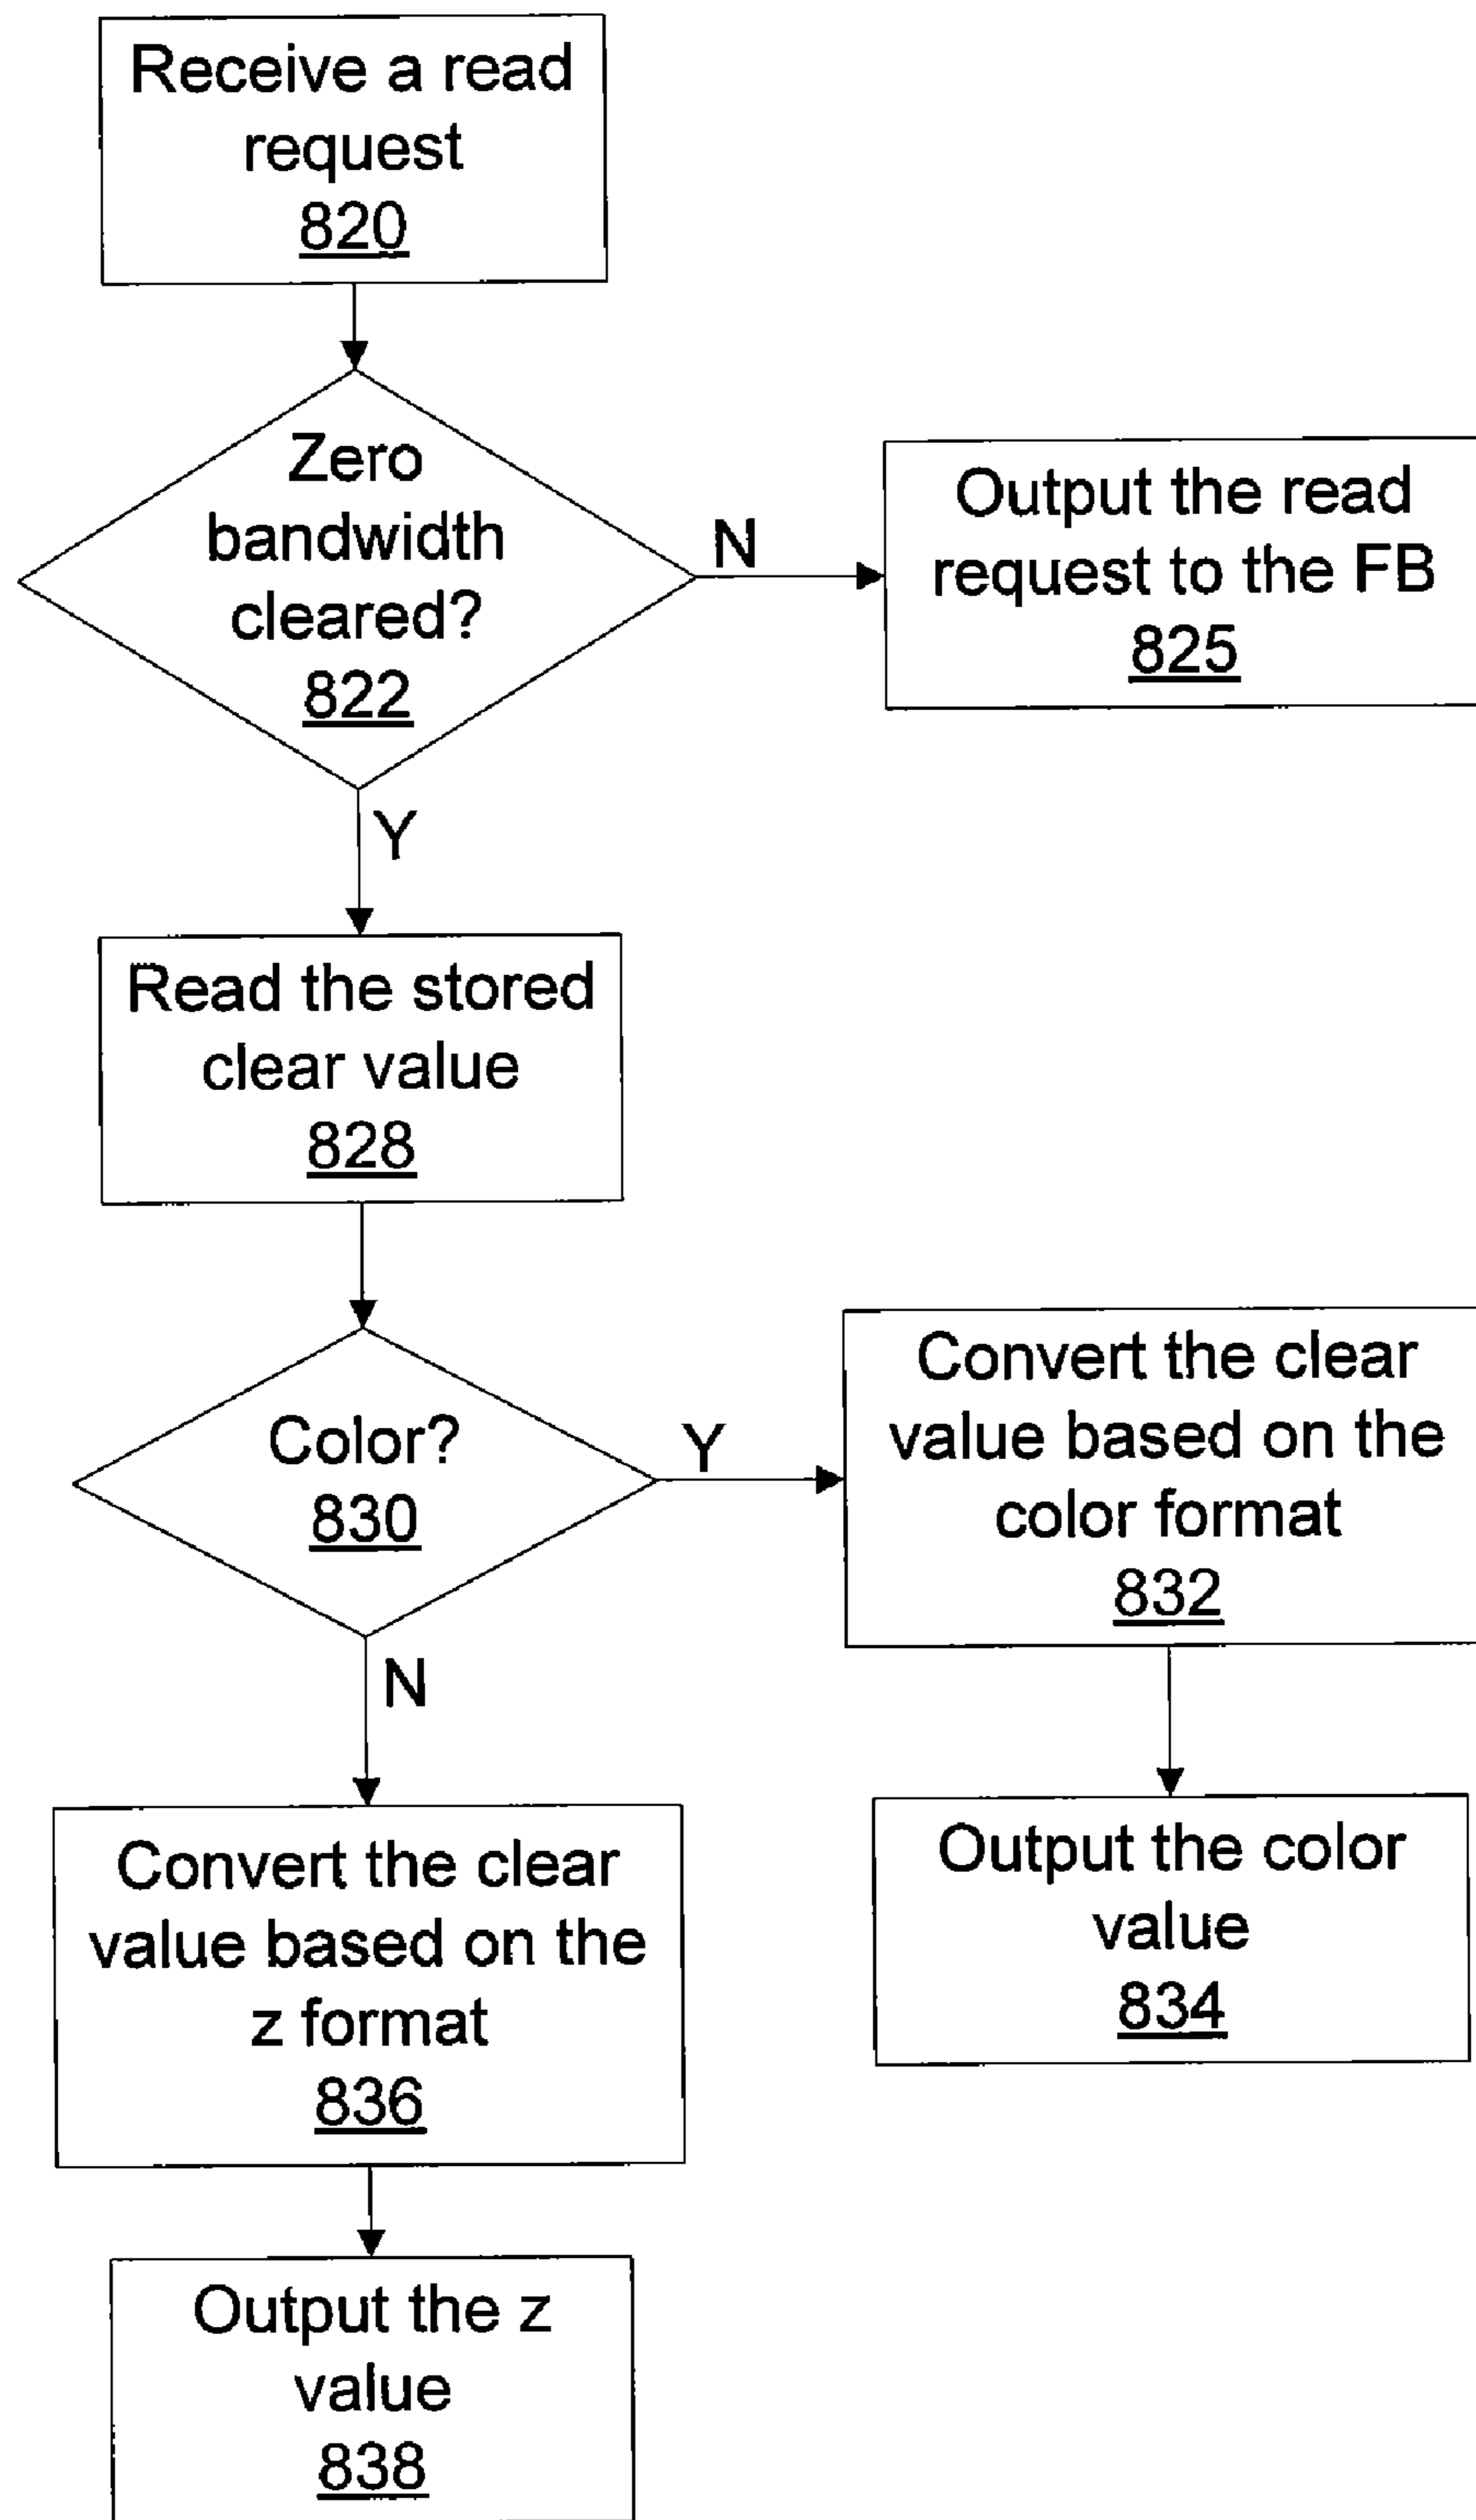 Receive a read
request
820
Zero
bandwidth
cleared?
822
N
Output the read
request to the FB
825
Y
Read the stored
clear value
828
Color?
830
Y
Convert the clear
value based on the
color format
832
N
Output the color
value
834
Convert the clear
value based on the
z format
836
Output the z
value
838